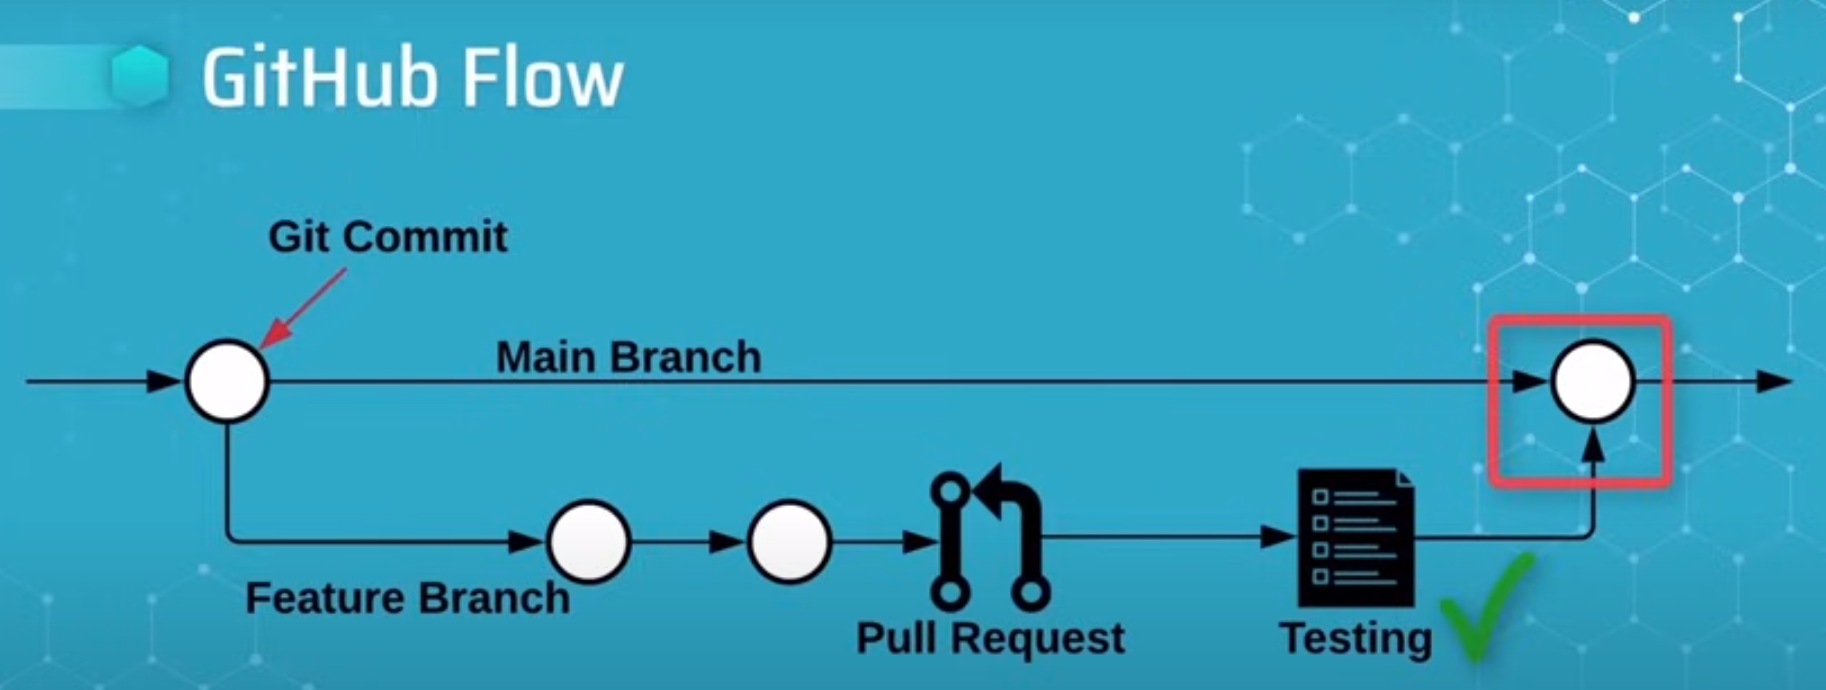 GitHub Flow
Git Commit
Main Branch
Feature Branch
Pull Request
Testing